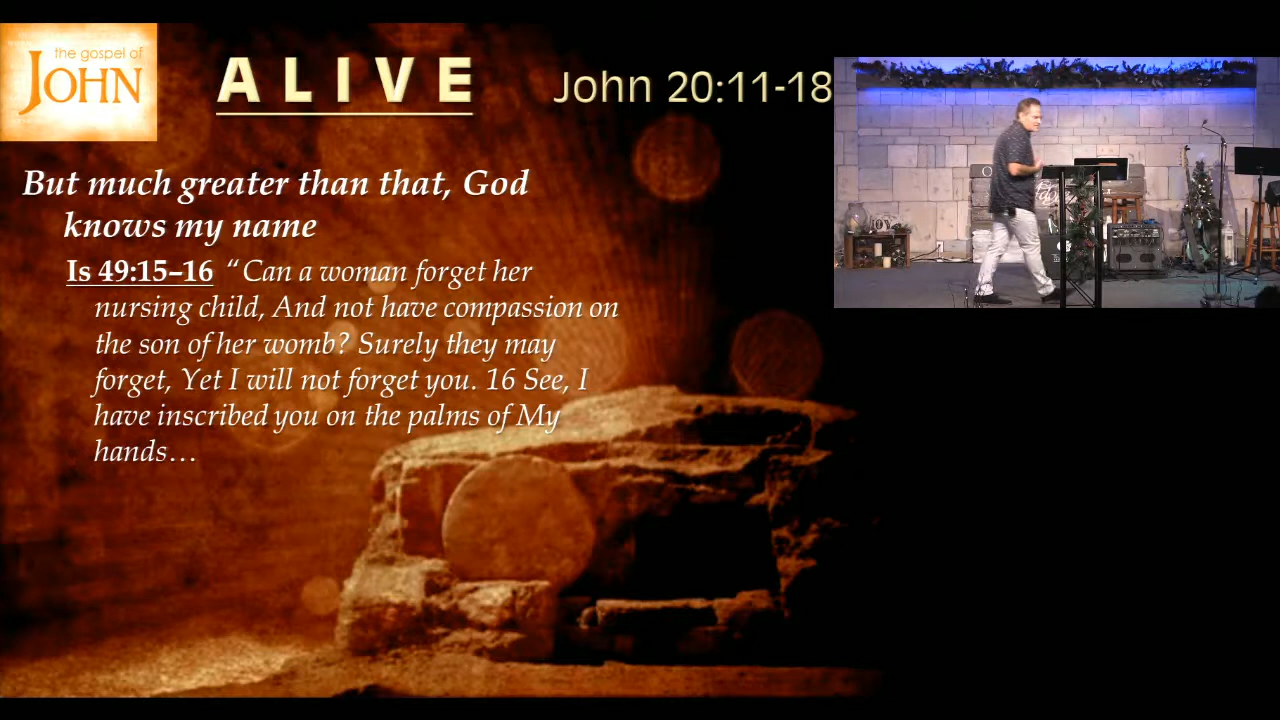 the gospel of
JOHN
ALIVE
John 20:11-18
But much greater than that, God
knows my name
Is 49:15–16 “Can a woman forget her
nursing child, And not have compassion on
the son of her womb? Surely they may
forget, Yet I will not forget you. 16 See, I
have inscribed you on the palms of My
hands…
JOY